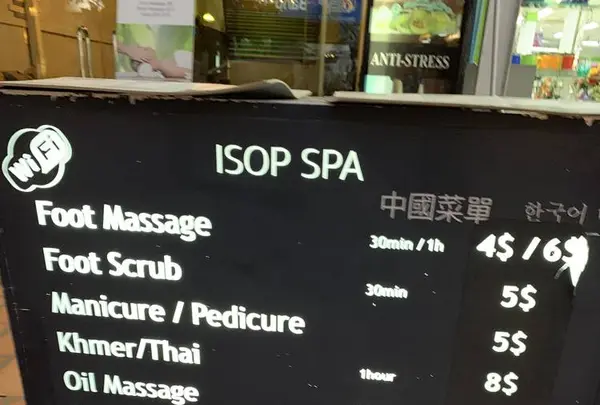 ANTI-STRESS
WiFi
ISOP SPA
中國菜單 한국어
Foot Massage 30min / 1h 4$ / 6$
Foot Scrub 30min 5$
Manicure / Pedicure 5$
Khmer/Thai 1hour 8$
Oil Massage